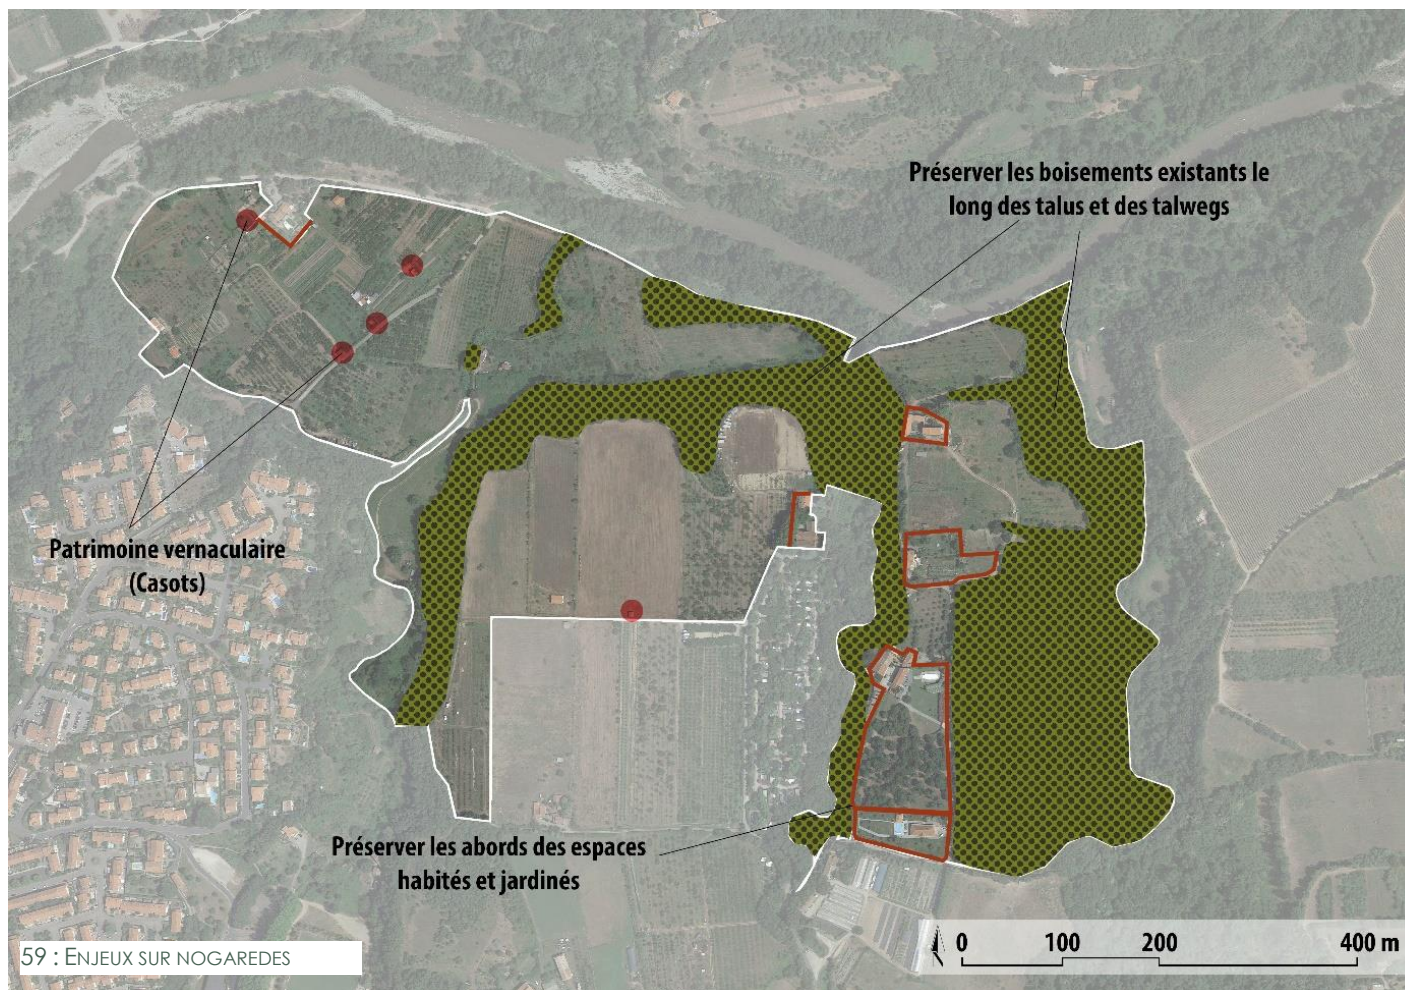 Préserver les boisements existants le
long des talus et des talwegs
Patrimoine vernaculaire
(Casots)
Préserver les abords des espaces
habités et jardinés
59 : ENJEUX SUR NOGAREDES
0 100 200 400 m